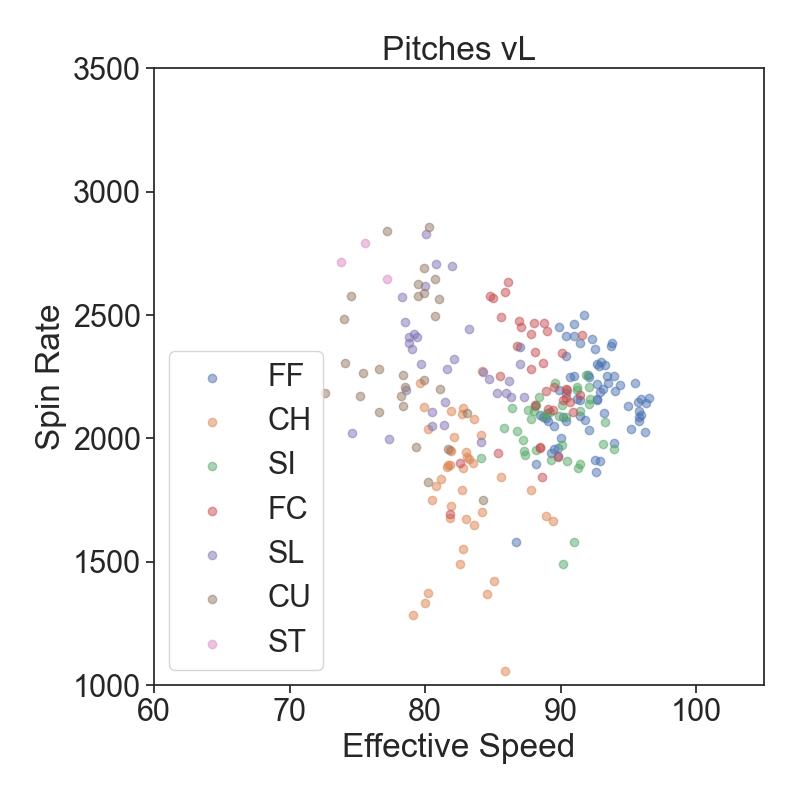 Pitches vL
3500
3000
2500
2000
1500
1000
Spin Rate
FF
CH
SI
FC
SL
CU
ST
60 70 80 90 100
Effective Speed